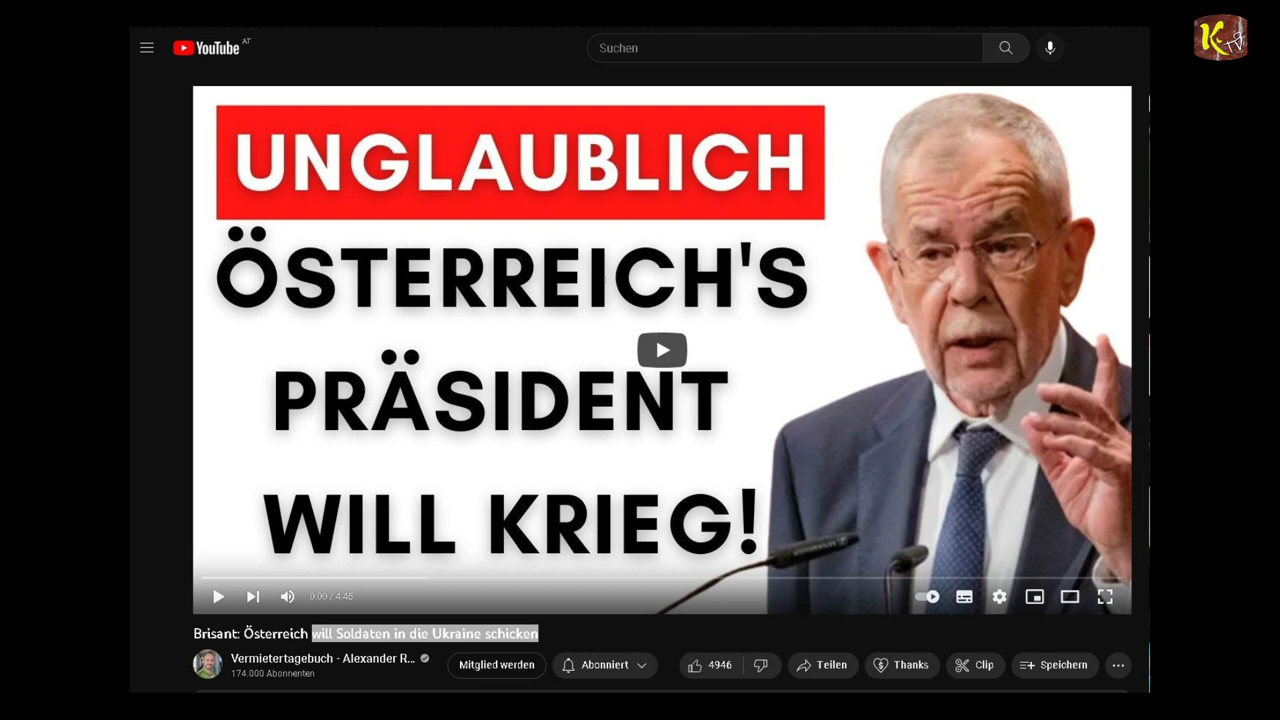 YouTube AT
Suchen
K-TV
UNGLAUBLICH
ÖSTERREICH'S
PRÄSIDENT
WILL KRIEG!
0:00 / 4:45
Brisant: Österreich will Soldaten in die Ukraine schicken
Vermietertagebuch - Alexander R...
174.000 Abonnenten
Mitglied werden
Abonniert
4946
Teilen
Thanks
Clip
Speichern